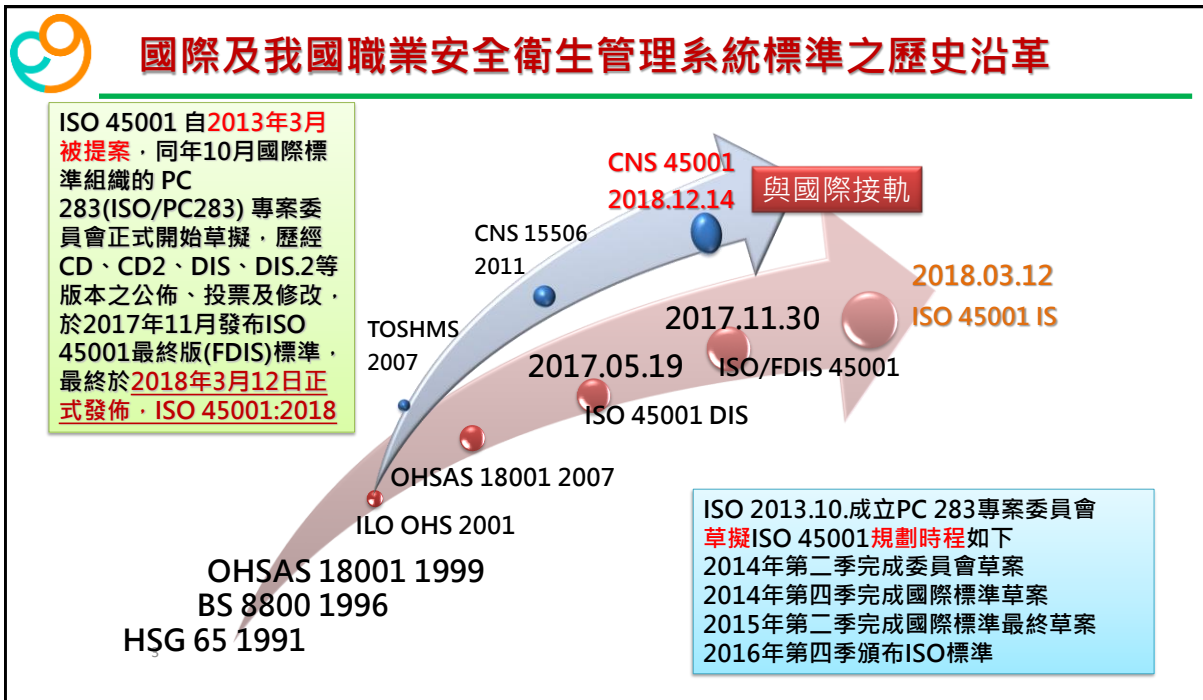 國際及我國職業安全衛生管理系統標準之歷史沿革
ISO 45001 自2013年3月
被提案，同年10月國際標
準組織的 PC
283(ISO/PC283) 專案委
員會正式開始草擬，歷經
CD、CD2、DIS、DIS.2等
版本之公佈、投票及修改，
於2017年11月發布ISO
45001最終版(FDIS)標準，
最終於2018年3月12日正
式發佈，ISO 45001:2018
CNS 45001
2018.12.14
與國際接軌
CNS 15506
2011
TOSHMS
2007
2018.03.12
ISO 45001 IS
2017.11.30
ISO/FDIS 45001
2017.05.19
ISO 45001 DIS
OHSAS 18001 2007
ILO OHS 2001
OHSAS 18001 1999
BS 8800 1996
HSG 65 1991
ISO 2013.10.成立PC 283專案委員會
草擬ISO 45001規劃時程如下
2014年第二季完成委員會草案
2014年第四季完成國際標準草案
2015年第二季完成國際標準最終草案
2016年第四季頒布ISO標準